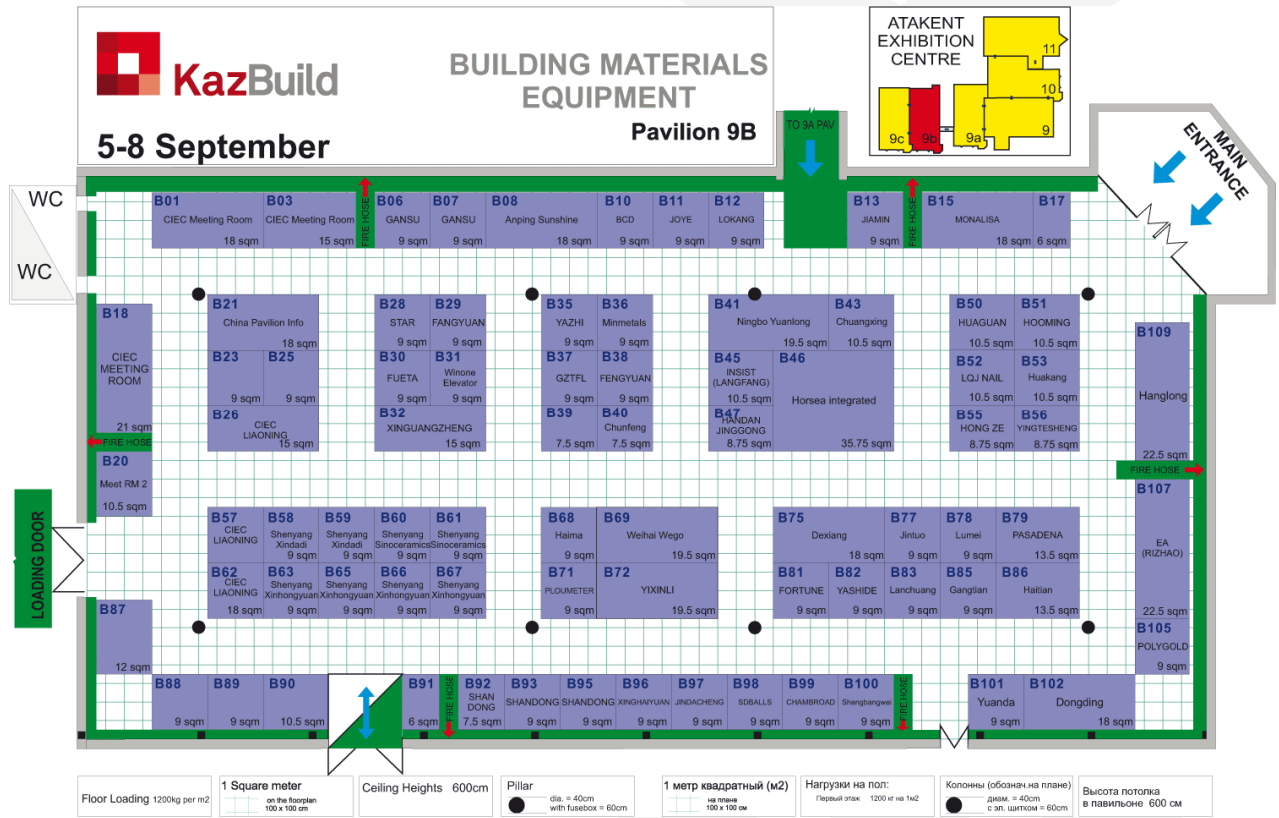 KazBuild
BUILDING MATERIALS
EQUIPMENT
5-8 September
Pavilion 9B
TO 9A PAV
ATAKENT
EXHIBITION
CENTRE
11
10
9c
9b
9a
9
MAIN
ENTRANCE
WC
WC
B01
CIEC Meeting Room
18 sqm
B03
CIEC Meeting Room
15 sqm
FIRE HOSE
B06
GANSU
9 sqm
B07
GANSU
9 sqm
B08
Anping Sunshine
18 sqm
B10
BCD
9 sqm
B11
JOYE
9 sqm
B12
LOKANG
9 sqm
B13
JIAMIN
9 sqm
FIRE HOSE
B15
MONALISA
18 sqm
B17
6 sqm
B18
CIEC
MEETING
ROOM
21 sqm
FIRE HOSE
B20
Meet RM 2
10.5 sqm
B21
China Pavilion Info
18 sqm
B23
9 sqm
B25
9 sqm
B26
CIEC
LIAONING
15 sqm
B28
STAR
9 sqm
B29
FANGYUAN
9 sqm
B30
FUETA
9 sqm
B31
Winone
Elevator
9 sqm
B32
XINGUANGZHENG
15 sqm
B35
YAZHI
9 sqm
B36
Minmetals
9 sqm
B37
GZTFL
9 sqm
B38
FENGYUAN
9 sqm
B39
7.5 sqm
B40
Chunfeng
7.5 sqm
B41
Ningbo Yuanlong
19.5 sqm
B43
Chuangxing
10.5 sqm
B45
INSIST
(LANGFANG)
10.5 sqm
B46
Horsea integrated
35.75 sqm
B47
HANDAN
JINGGONG
8.75 sqm
B50
HUAGUAN
10.5 sqm
B51
HOOMING
10.5 sqm
B52
LQJ NAIL
10.5 sqm
B53
Huakang
10.5 sqm
B55
HONG ZE
8.75 sqm
B56
YINGTESHENG
8.75 sqm
B109
Hanglong
22.5 sqm
FIRE HOSE
B107
EA
(RIZHAO)
22.5 sqm
B105
POLYGOLD
9 sqm
LOADING DOOR
B57
CIEC
LIAONING
B58
Shenyang
Xindadi
9 sqm
B59
Shenyang
Xindadi
9 sqm
B60
Shenyang
Sinoceramics
9 sqm
B61
Shenyang
Sinoceramics
9 sqm
B62
CIEC
LIAONING
18 sqm
B63
Shenyang
Xinhongyuan
9 sqm
B65
Shenyang
Xinhongyuan
9 sqm
B66
Shenyang
Xinhongyuan
9 sqm
B67
Shenyang
Xinhongyuan
9 sqm
B68
Haima
9 sqm
B69
Weihai Wego
19.5 sqm
B71
PLOUMETER
9 sqm
B72
YIXINLI
19.5 sqm
B75
Dexiang
18 sqm
B77
Jintuo
9 sqm
B78
Lumei
9 sqm
B79
PASADENA
13.5 sqm
B81
FORTUNE
9 sqm
B82
YASHIDE
9 sqm
B83
Lanchuang
9 sqm
B85
Gangtian
9 sqm
B86
Haitian
13.5 sqm
B87
12 sqm
B88
9 sqm
B89
9 sqm
B90
10.5 sqm
B91
6 sqm
FIRE HOSE
B92
SHAN
DONG
7.5 sqm
B93
SHANDONG
9 sqm
B95
SHANDONG
9 sqm
B96
XINGHAIYUAN
9 sqm
B97
JINDACHENG
9 sqm
B98
SDBALLS
9 sqm
B99
CHAMBROAD
9 sqm
B100
Shengbangwei
9 sqm
FIRE HOSE
B101
Yuanda
9 sqm
B102
Dongding
18 sqm
Floor Loading 1200kg per m2
1 Square meter
on the floorplan
100 x 100 cm
Ceiling Heights 600cm
Pillar
dia. = 40cm
with fusebox = 60cm
1 метр квадратный (м2)
на плане
100 x 100 см
Нагрузки на пол:
Первый этаж 1200 кг на 1м2
Колонны (обознач.на плане)
диам. = 40cm
с эл. щитком = 60cm
Высота потолка
в павильоне 600 см